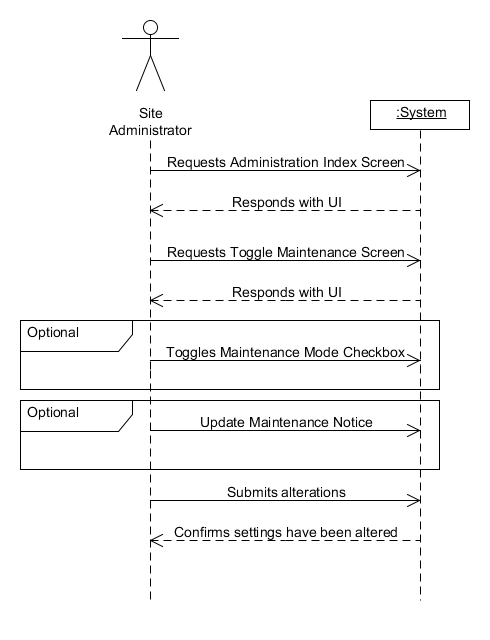 Site
Administrator
:System
Requests Administration Index Screen
Responds with UI
Requests Toggle Maintenance Screen
Responds with UI
Optional
Toggles Maintenance Mode Checkbox
Optional
Update Maintenance Notice
Submits alterations
Confirms settings have been altered